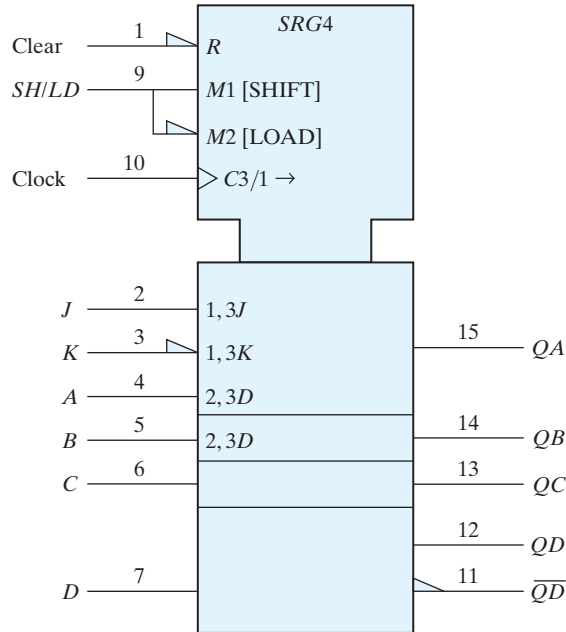 SRG4
Clear 1 R
SH/LD 9 M1 [SHIFT]
M2 [LOAD]
Clock 10 C3/1 →
J 2 1, 3J
K 3 1, 3K
15 QA
A 4 2, 3D
B 5 2, 3D
14 QB
C 6
13 QC
12 QD
D 7
11 \overline{QD}